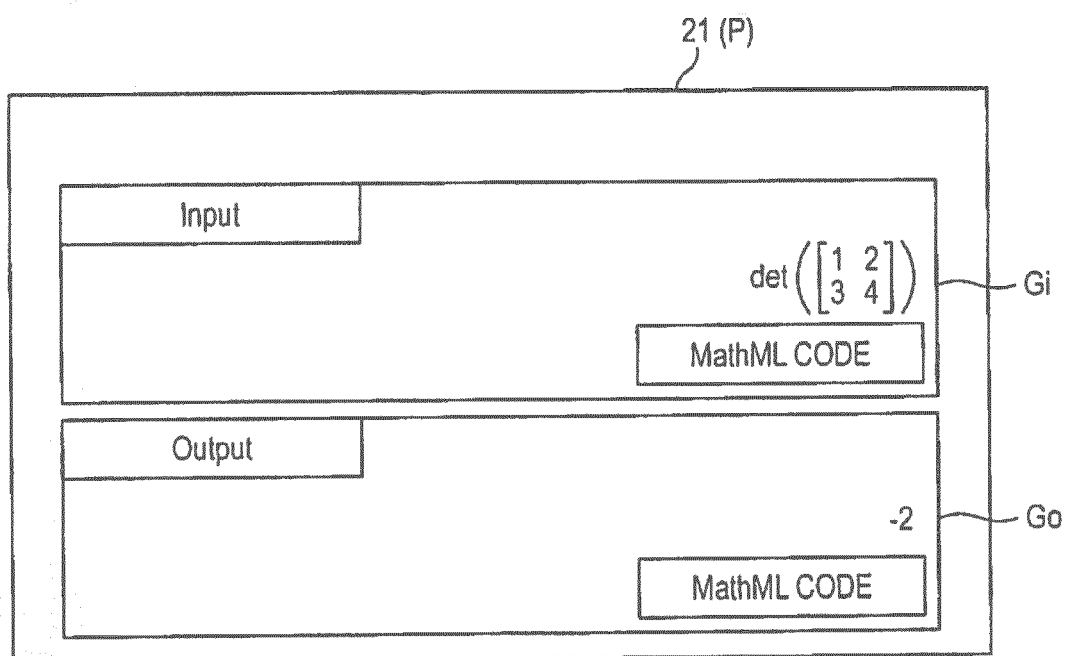 21 (P)
Input
det ([1 2
3 4])
Gi
MathML CODE
Output
-2
Go
MathML CODE